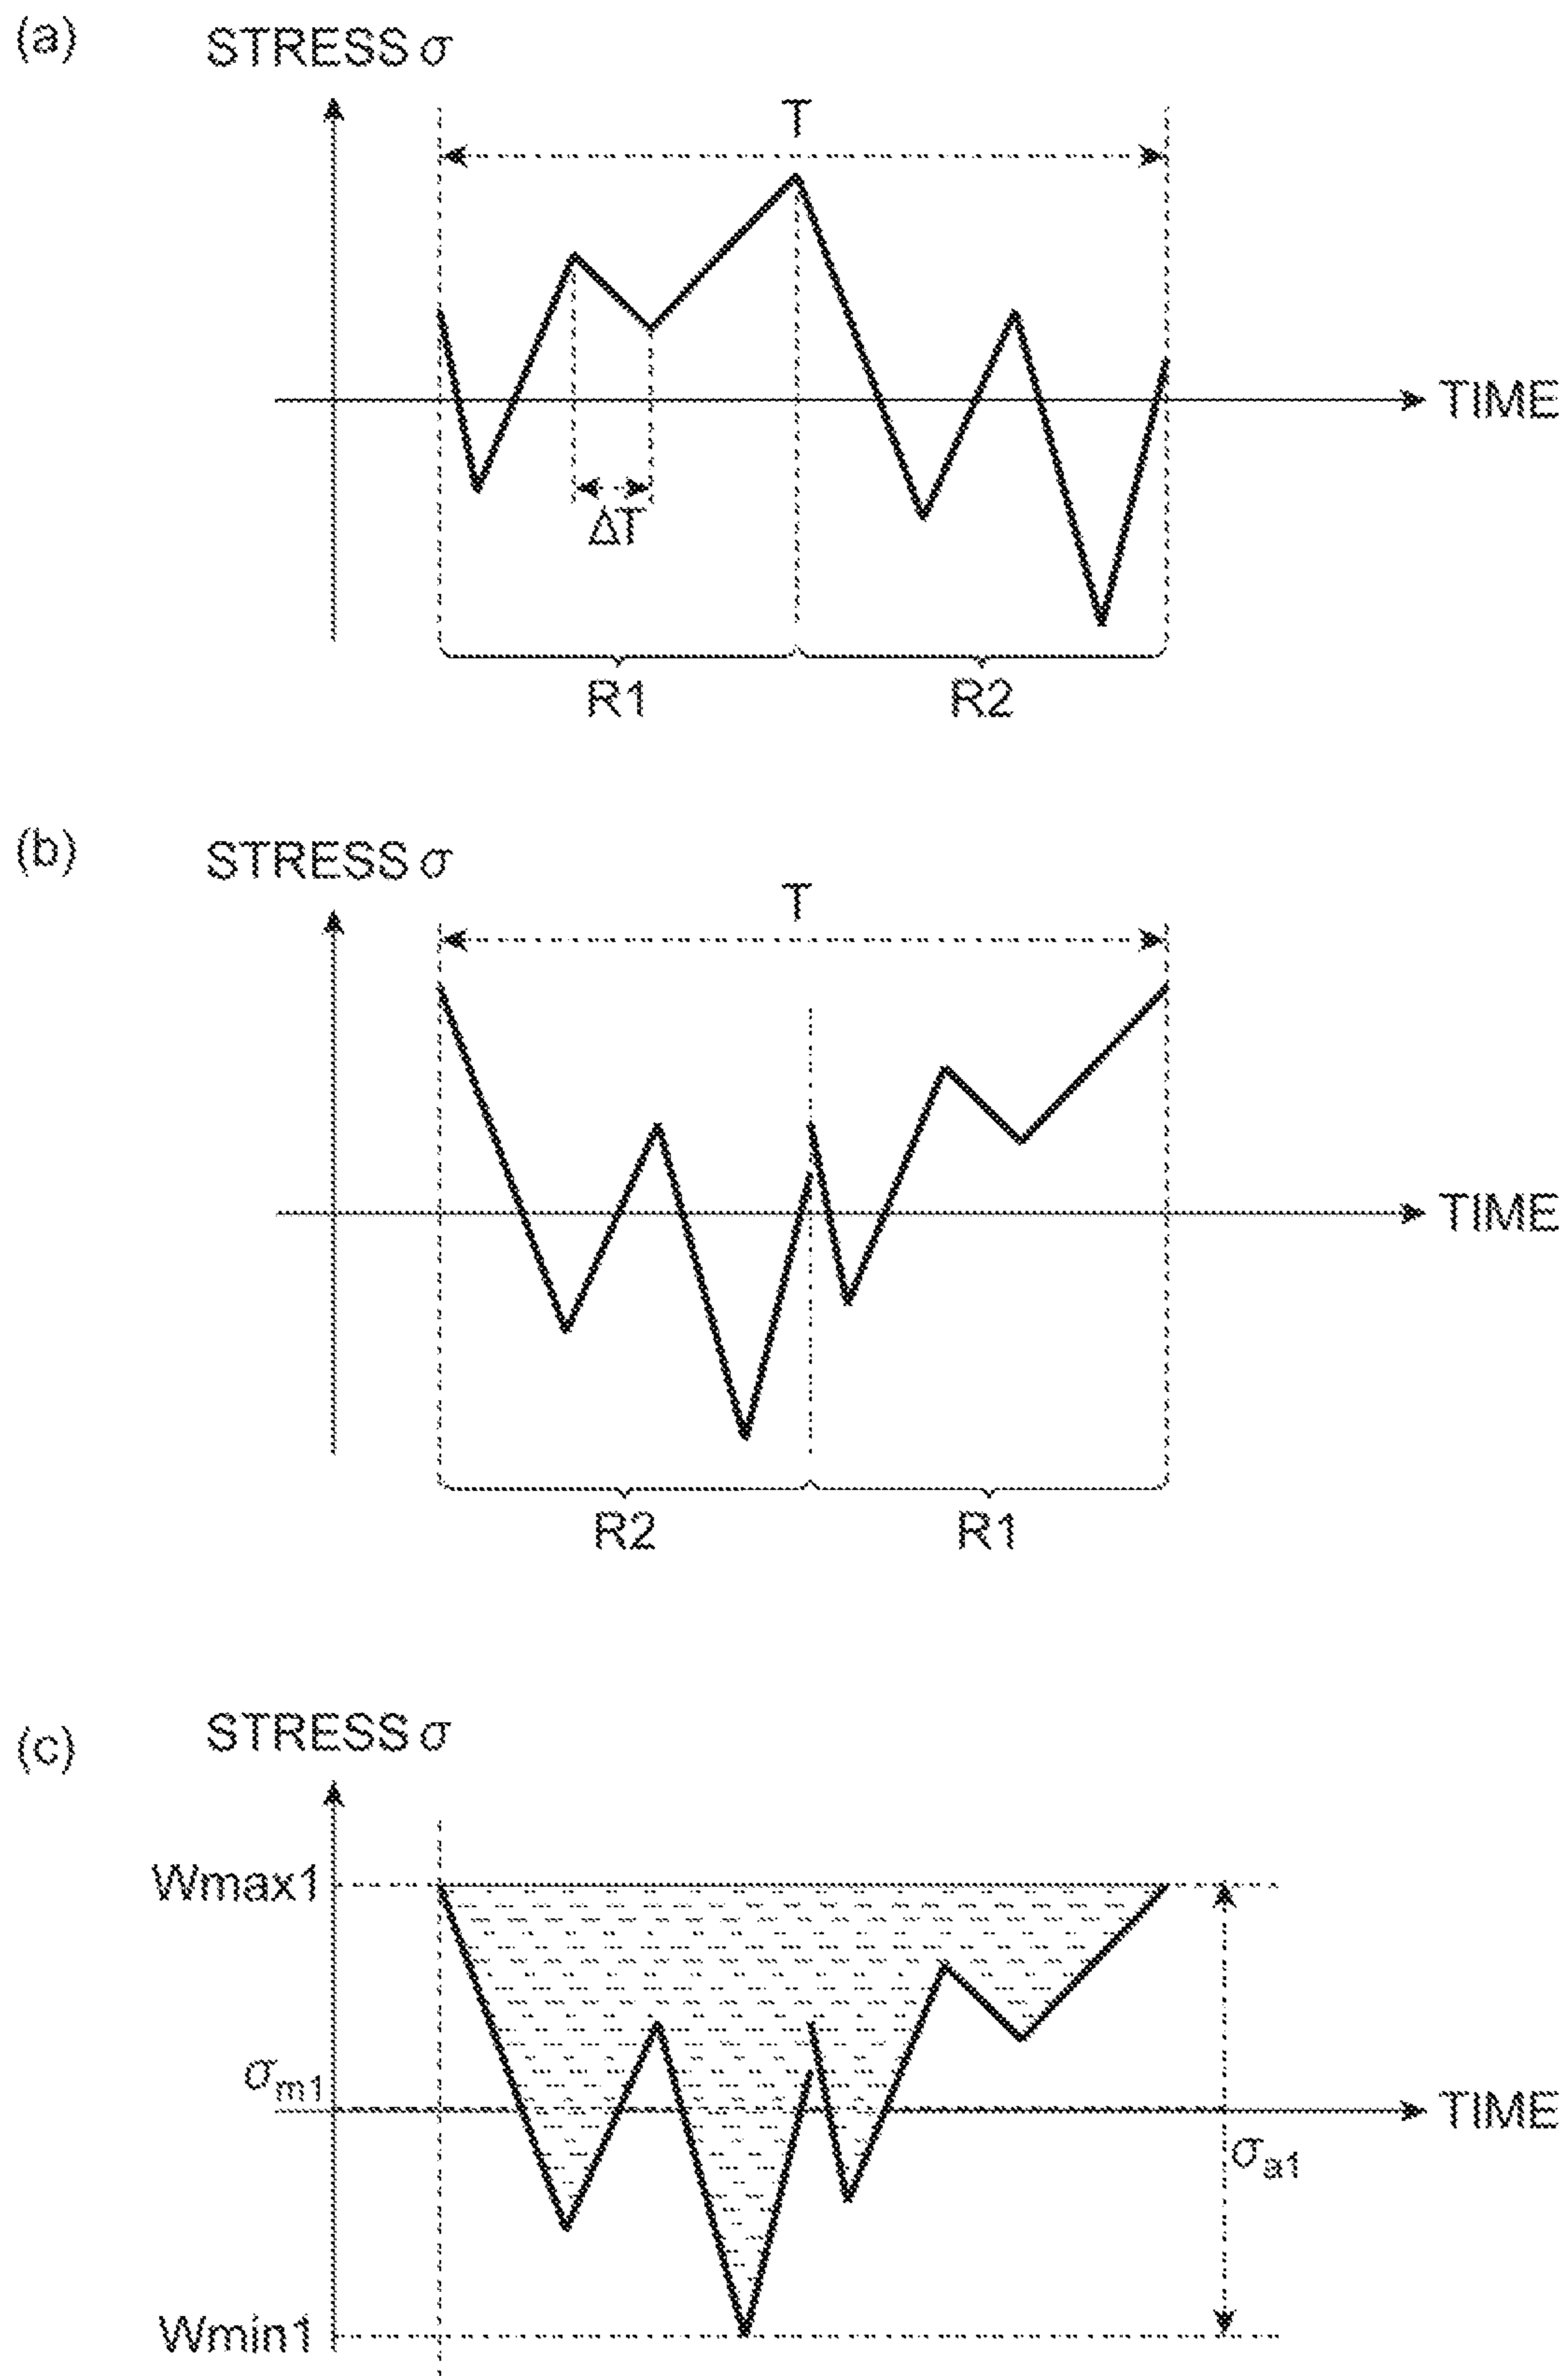 (a)
STRESS σ
T
TIME
ΔT
R1
R2
(b)
STRESS σ
T
TIME
R2
R1
(c)
STRESS σ
Wmax1
σm1
TIME
σa1
Wmin1